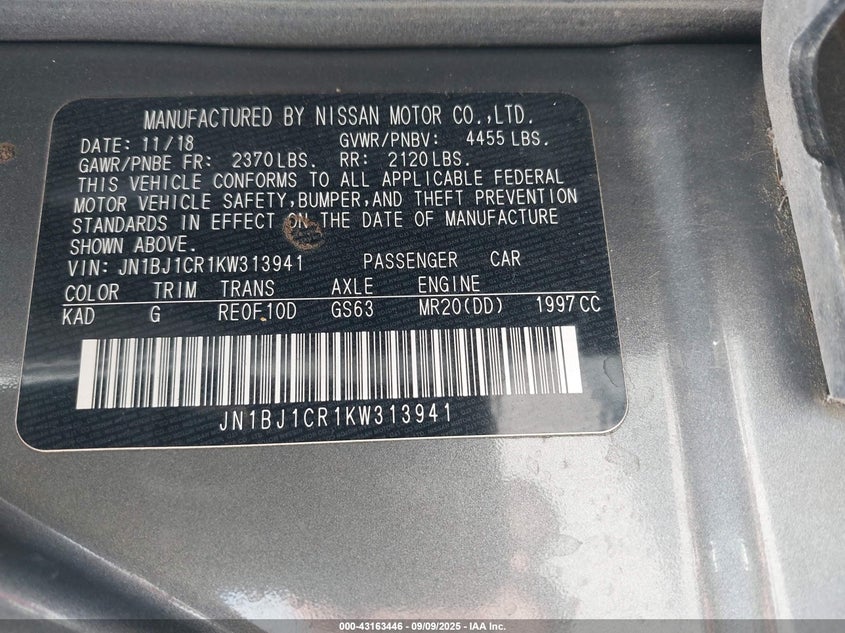 MANUFACTURED BY NISSAN MOTOR CO.,LTD.
DATE: 11/18 GVWR/PNBV: 4455 LBS.
GAWR/PNBE FR: 2370 LBS. RR: 2120 LBS.
THIS VEHICLE CONFORMS TO ALL APPLICABLE FEDERAL
MOTOR VEHICLE SAFETY,BUMPER,AND THEFT PREVENTION
STANDARDS IN EFFECT ON THE DATE OF MANUFACTURE
SHOWN ABOVE.
VIN: JN1BJ1CR1KW313941 PASSENGER CAR
COLOR TRIM TRANS AXLE ENGINE
KAD G RE0F10D GS63 MR20(DD) 1997 CC
JN1BJ1CR1KW313941
000-43163446 - 09/09/2025 - IAA Inc.